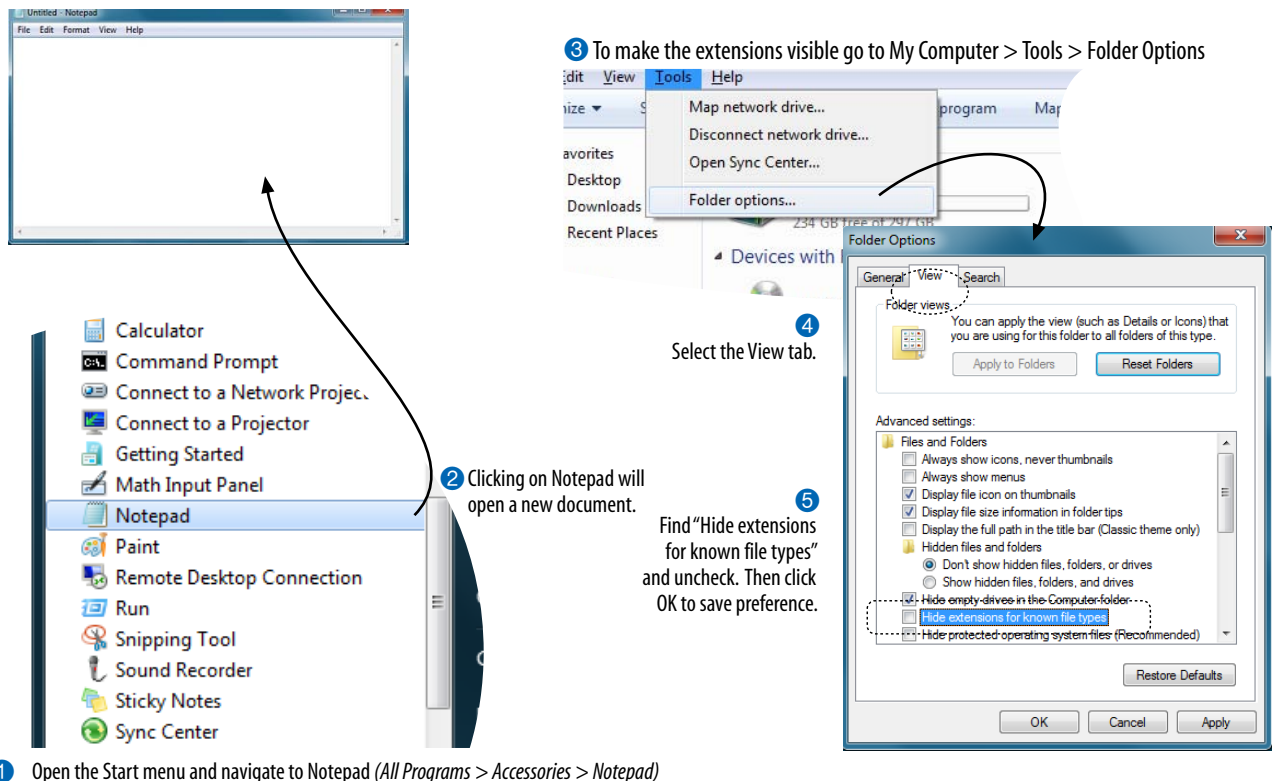 Untitled - Notepad
File Edit Format View Help
3 To make the extensions visible go to My Computer > Tools > Folder Options
Edit View Tools Help
Map network drive...
program
Disconnect network drive...
Open Sync Center...
Folder options...
avorites
Desktop
Downloads
Recent Places
234 GB free of 297 GB
Devices with
Folder Options
General View Search
Folder views
You can apply the view (such as Details or Icons) that
you are using for this folder to all folders of this type.
Apply to Folders Reset Folders
4
Select the View tab.
Advanced settings:
Files and Folders
Always show icons, never thumbnails
Always show menus
Display file icon on thumbnails
Display file size information in folder tips
Display the full path in the title bar (Classic theme only)
Hidden files and folders
Don't show hidden files, folders, or drives
Show hidden files, folders, and drives
Hide empty drives in the Computer folder
Hide extensions for known file types
Hide protected operating system files (Recommended)
Restore Defaults
OK Cancel Apply
5
Find "Hide extensions
for known file types"
and uncheck. Then click
OK to save preference.
2 Clicking on Notepad will
open a new document.
Calculator
Command Prompt
Connect to a Network Projec
Connect to a Projector
Getting Started
Math Input Panel
Notepad
Paint
Remote Desktop Connection
Run
Snipping Tool
Sound Recorder
Sticky Notes
Sync Center
1 Open the Start menu and navigate to Notepad (All Programs > Accessories > Notepad)